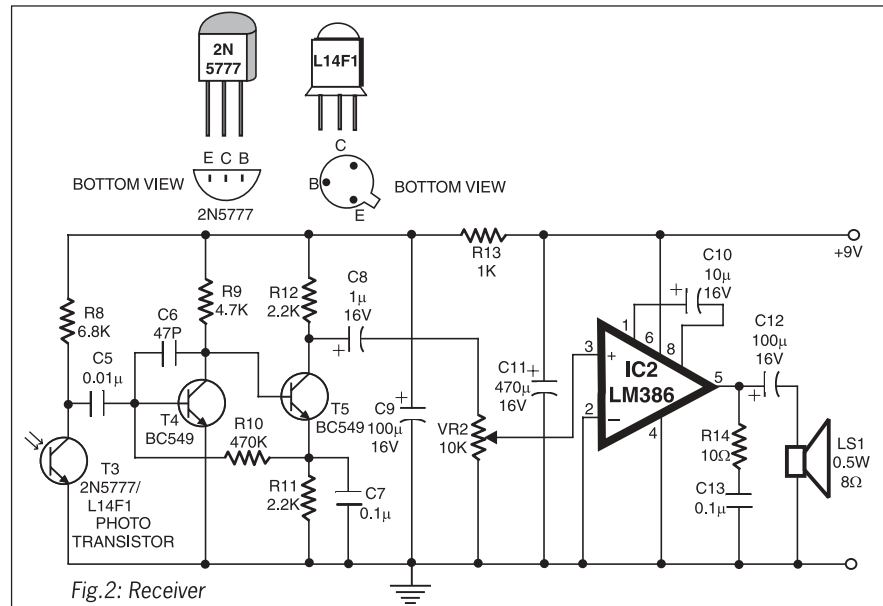 2N
5777
L14F1
E C B
BOTTOM VIEW
2N5777
C
B
E
BOTTOM VIEW
R13
1K
+9V
R8
6.8K
C6
47P
R9
4.7K
R12
2.2K
C8
1µ
16V
+
C10
10µ
16V
+
C5
0.01µ
T4
BC549
R10
470K
T5
BC549
C9
100µ
16V
+
VR2
10K
C11
470µ
16V
+
1
6
8
3
+
IC2
LM386
5
2
–
4
C12
100µ
16V
+
T3
2N5777/
L14F1
PHOTO
TRANSISTOR
R11
2.2K
C7
0.1µ
R14
10Ω
C13
0.1µ
LS1
0.5W
8Ω
Fig.2: Receiver